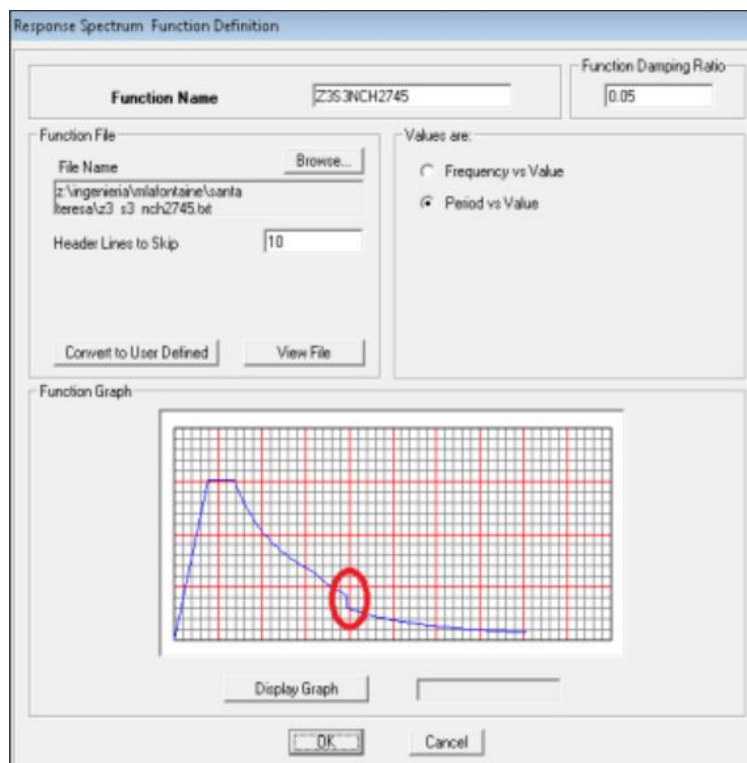 Response Spectrum Function Definition
Function Damping Ratio
Function Name
Z3S3NCH2745
0.05
Function File
Values are:
File Name
Browse...
Frequency vs Value
z:\ingenieria\mlafontaine\santa
teresa\z3 s3 nch2745.txt
Period vs Value
Header Lines to Skip
10
Convert to User Defined
View File
Function Graph
Display Graph
OK
Cancel